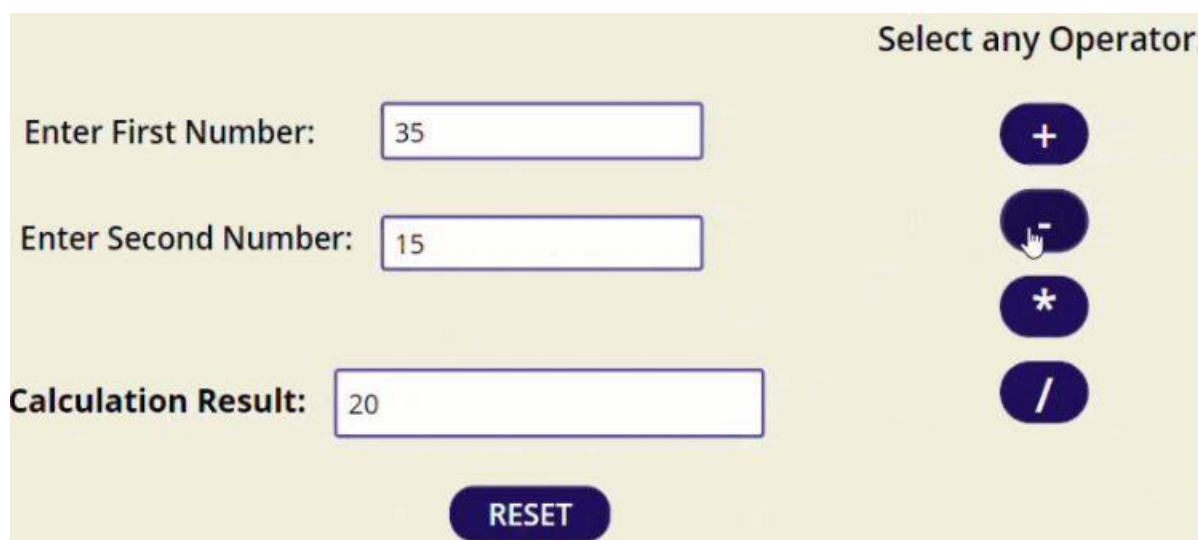 Select any Operator
Enter First Number: 35
+
Enter Second Number: 15
-
*
Calculation Result: 20
/
RESET